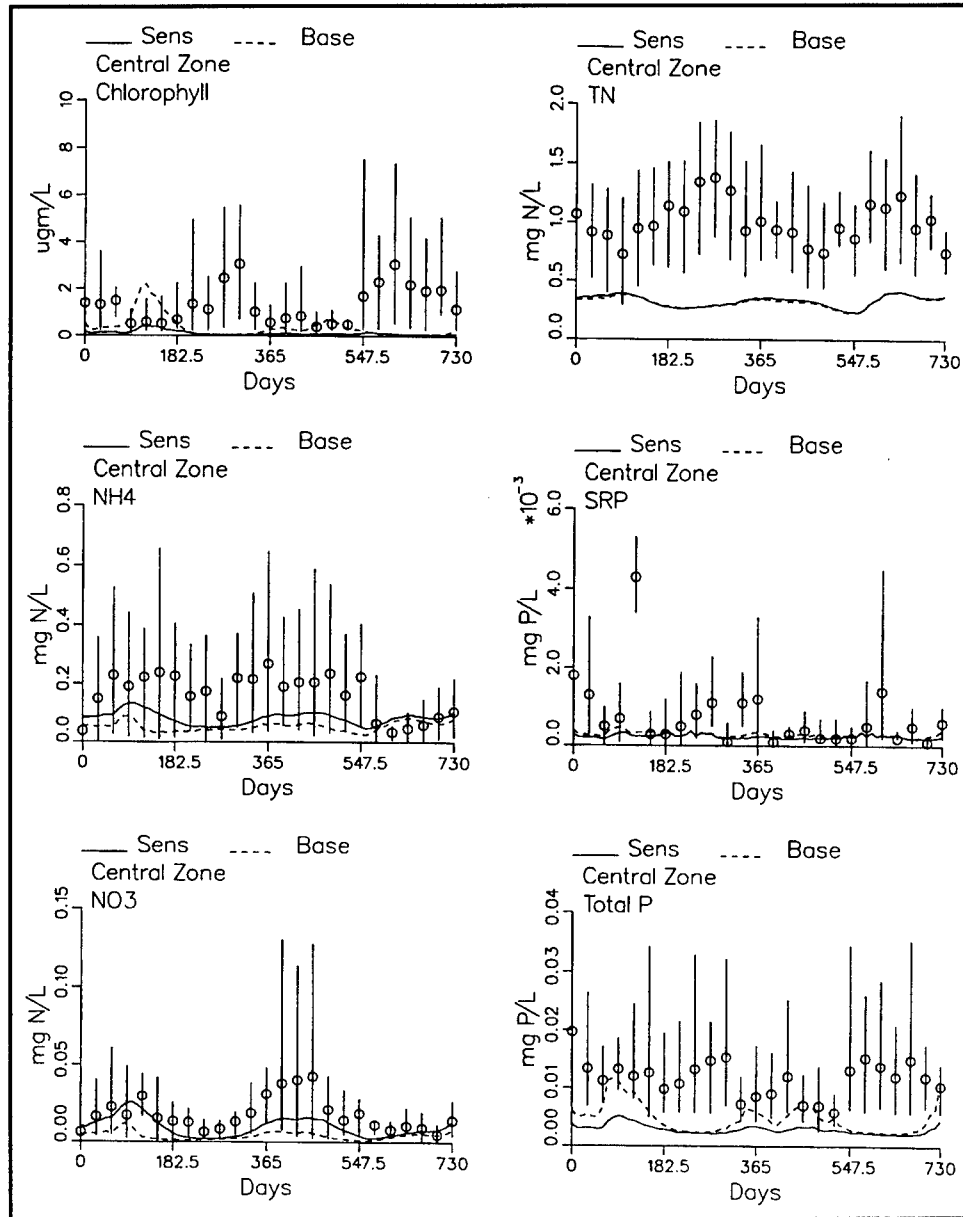 Sens Base
Central Zone
Chlorophyll
10
8
6
4
2
0
ugm/L
0 182.5 365 547.5 730
Days
Sens Base
Central Zone
TN
2.0
1.5
1.0
0.5
0.0
mg N/L
0 182.5 365 547.5 730
Days
Sens Base
Central Zone
NH4
0.8
0.6
0.4
0.2
0.0
mg N/L
0 182.5 365 547.5 730
Days
Sens Base
Central Zone
SRP
*10⁻³
6.0
4.0
2.0
0.0
mg P/L
0 182.5 365 547.5 730
Days
Sens Base
Central Zone
NO3
0.15
0.10
0.05
0.00
mg N/L
0 182.5 365 547.5 730
Days
Sens Base
Central Zone
Total P
0.04
0.03
0.02
0.01
0.00
mg P/L
0 182.5 365 547.5 730
Days